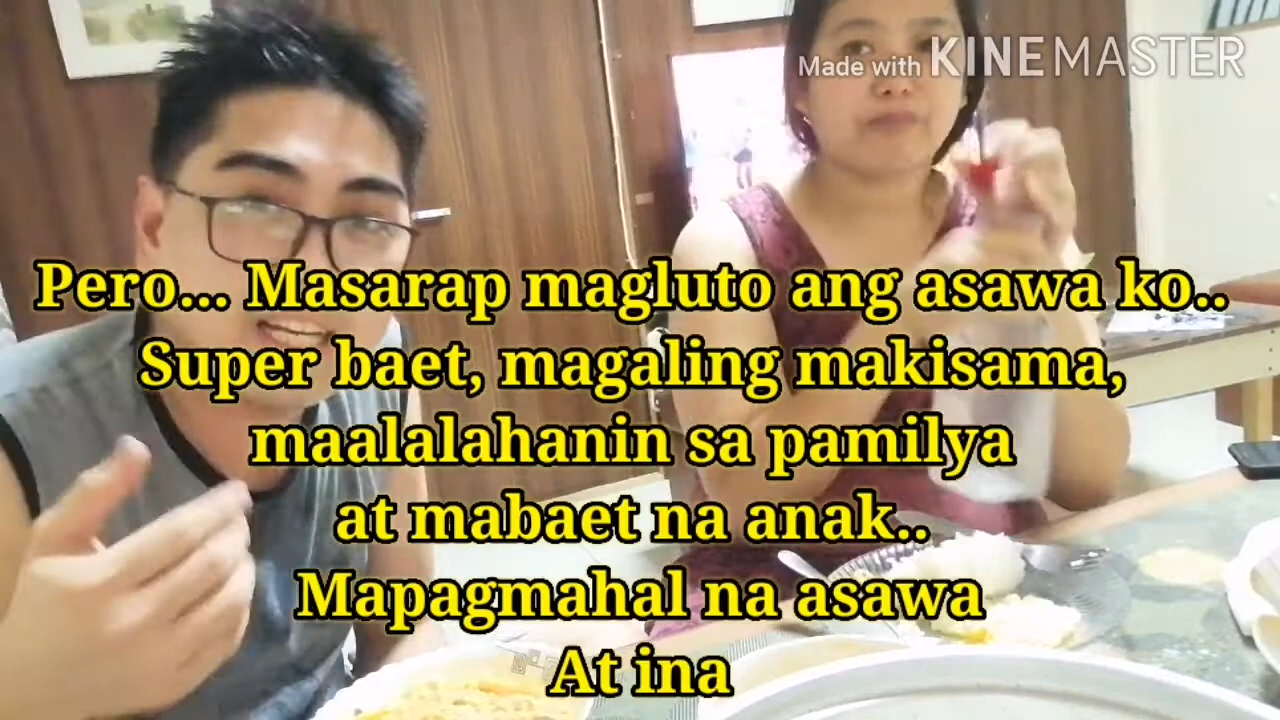 Made with KINEMASTER
Pero... Masarap magluto ang asawa ko..
Super baet, magaling makisama,
maalalahanin sa pamilya
at mabaet na anak..
Mapagmahal na asawa
At ina